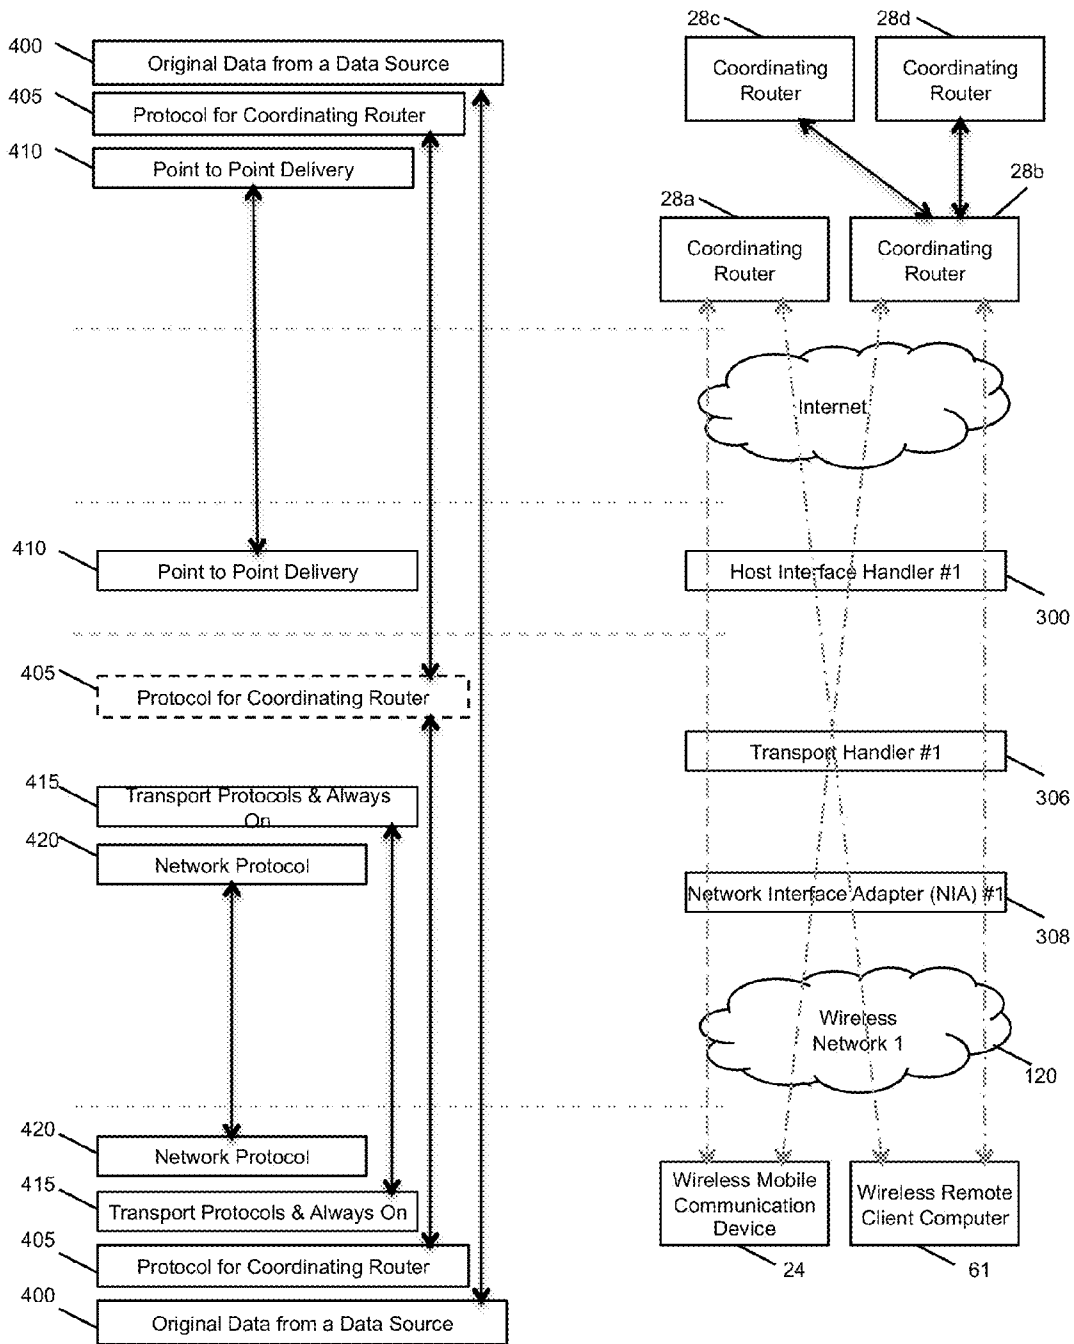 400
Original Data from a Data Source
405
Protocol for Coordinating Router
410
Point to Point Delivery
410
Point to Point Delivery
405
Protocol for Coordinating Router
415
Transport Protocols & Always
On
420
Network Protocol
420
Network Protocol
415
Transport Protocols & Always On
405
Protocol for Coordinating Router
400
Original Data from a Data Source
28c
Coordinating
Router
28d
Coordinating
Router
28a
Coordinating
Router
28b
Coordinating
Router
Internet
Host Interface Handler #1
300
Transport Handler #1
306
Network Interface Adapter (NIA) #1
308
Wireless
Network 1
120
Wireless Mobile
Communication
Device
24
Wireless Remote
Client Computer
61